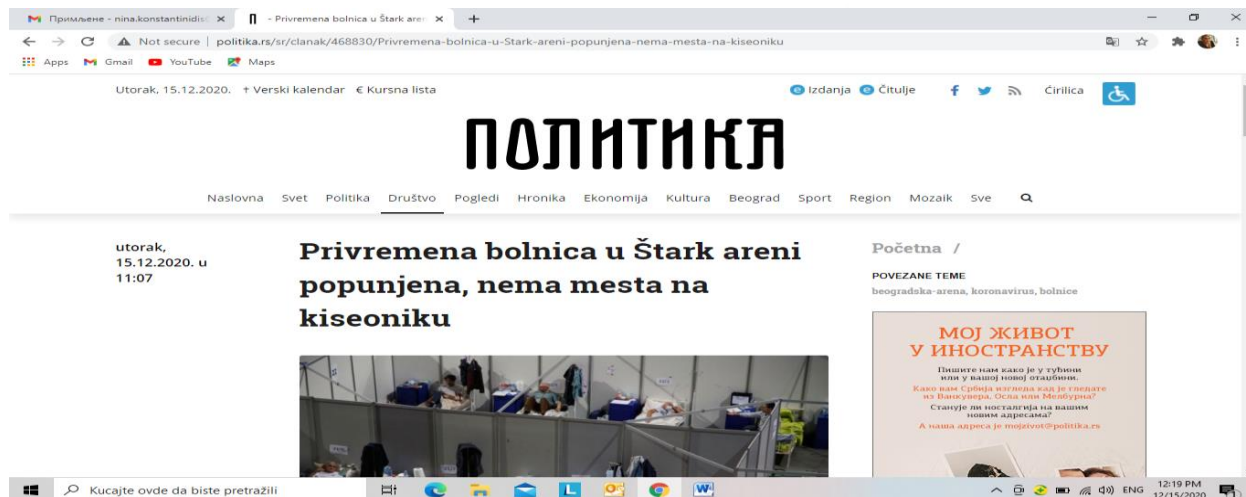 Примљене - nina.konstantinidis
- Privremena bolnica u Štark aren
Not secure | politika.rs/sr/clanak/468830/Privremena-bolnica-u-Stark-areni-popunjena-nema-mesta-na-kiseoniku
Apps Gmail YouTube Maps
Utorak, 15.12.2020. † Verski kalendar € Kursna lista Izdanja Čitulje Ćirilica
ПОЛИТИКА
Naslovna Svet Politika Društvo Pogledi Hronika Ekonomija Kultura Beograd Sport Region Mozaik Sve
utorak,
15.12.2020. u
11:07
Privremena bolnica u Štark areni
popunjena, nema mesta na
kiseoniku
Početna /
POVEZANE TEME
beogradska-arena, koronavirus, bolnice
МОЈ ЖИВОТ
У ИНОСТРАНСТВУ
Пишите нам како је у туђини
или у вашој новој отаџбини.
Како вам Србија изгледа кад је гледате
из Ванкувера, Осла или Мелбурна?
Станује ли носталгија на вашим
новим адресама?
А наша адреса је mojzivot@politika.rs
Kucajte ovde da biste pretražili
ENG
12:19 PM
12/15/2020